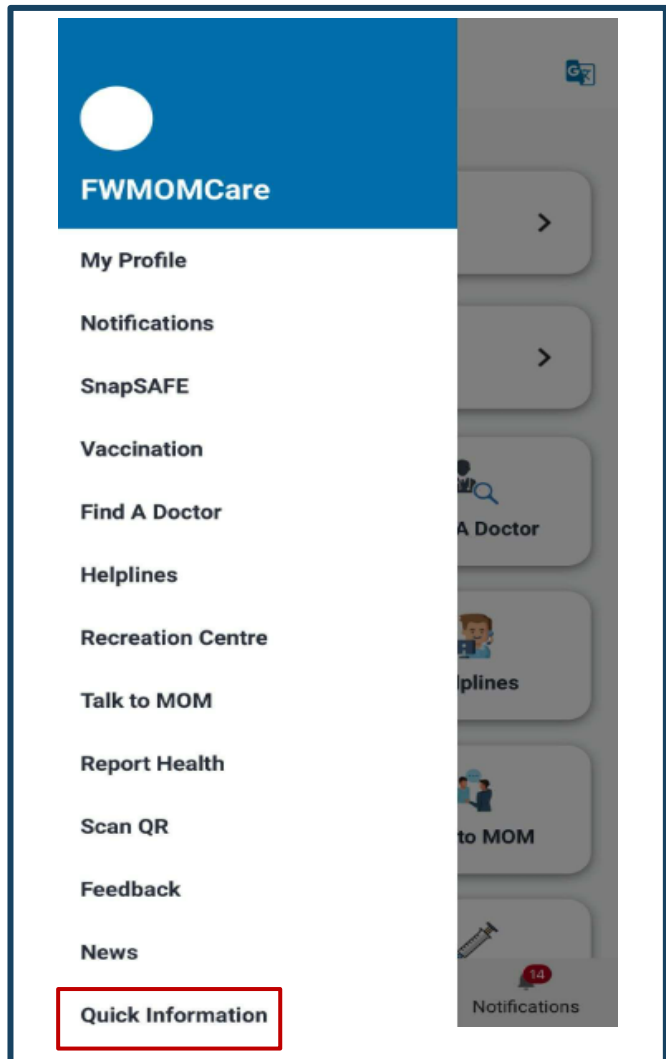 FWMOMCare
My Profile
Notifications
SnapSAFE
Vaccination
Find A Doctor
Helplines
Recreation Centre
Talk to MOM
Report Health
Scan QR
Feedback
News
Quick Information
G
A Doctor
lplines
to MOM
14
Notifications